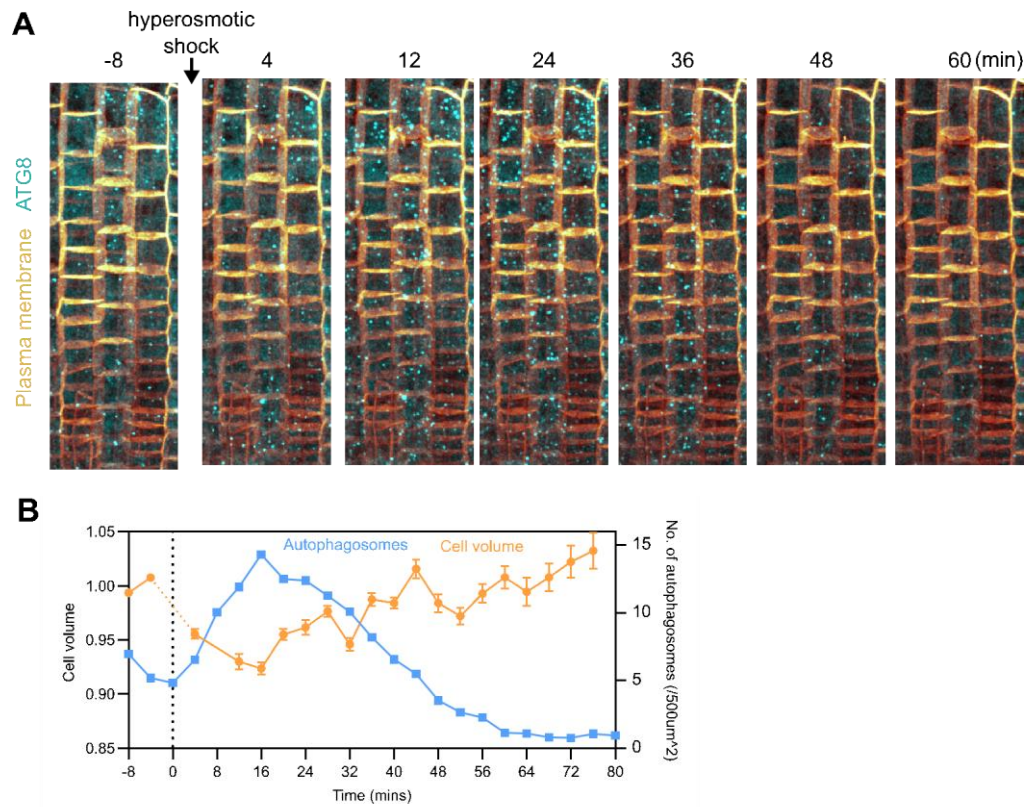 A
hyperosmotic
shock
-8
4
12
24
36
48
60 (min)
Plasma membrane ATG8
B
Autophagosomes
Cell volume
Cell volume
1.05
1.00
0.95
0.90
0.85
15
10
5
0
No. of autophagosomes (/500um^2)
-8
0
8
16
24
32
40
48
56
64
72
80
Time (mins)